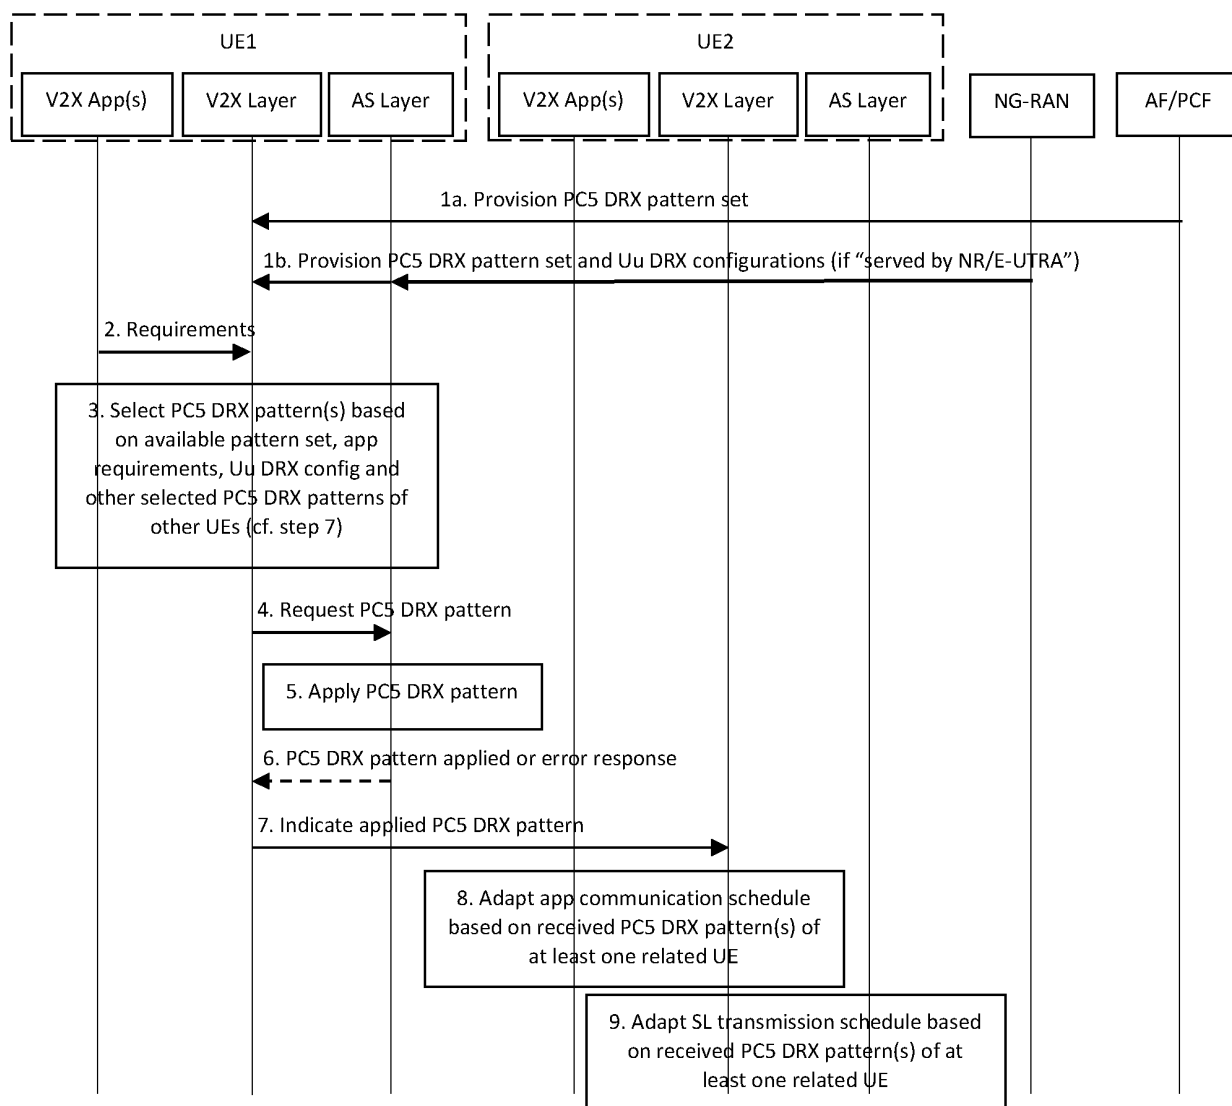 UE1
UE2
V2X App(s)
V2X Layer
AS Layer
V2X App(s)
V2X Layer
AS Layer
NG-RAN
AF/PCF
1a. Provision PC5 DRX pattern set
1b. Provision PC5 DRX pattern set and Uu DRX configurations (if “served by NR/E-UTRA”)
2. Requirements
3. Select PC5 DRX pattern(s) based
on available pattern set, app
requirements, Uu DRX config and
other selected PC5 DRX patterns of
other UEs (cf. step 7)
4. Request PC5 DRX pattern
5. Apply PC5 DRX pattern
6. PC5 DRX pattern applied or error response
7. Indicate applied PC5 DRX pattern
8. Adapt app communication schedule
based on received PC5 DRX pattern(s) of
at least one related UE
9. Adapt SL transmission schedule based
on received PC5 DRX pattern(s) of at
least one related UE